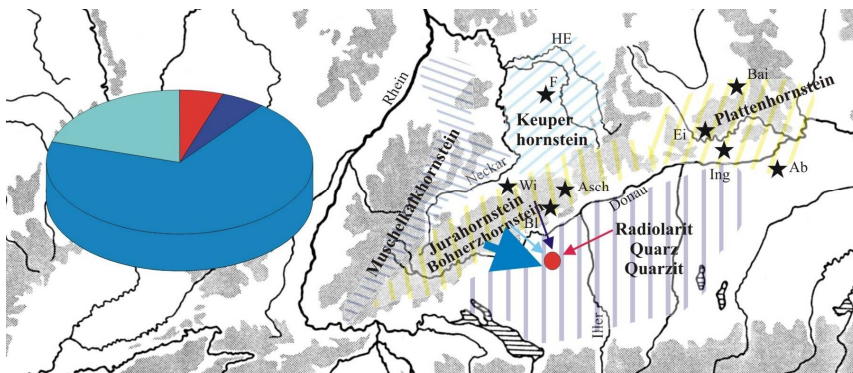 HE
Bai
F
Rhein
Plattenhornstein
Keuper
hornstein
Ei
Ing
Ab
Muschelkalkhornstein
Neckar
Wi
Asch
Donau
Bl
Jurahornstein
Bohnerzhornstein
Radiolarit
Quarz
Quarzit
Iller